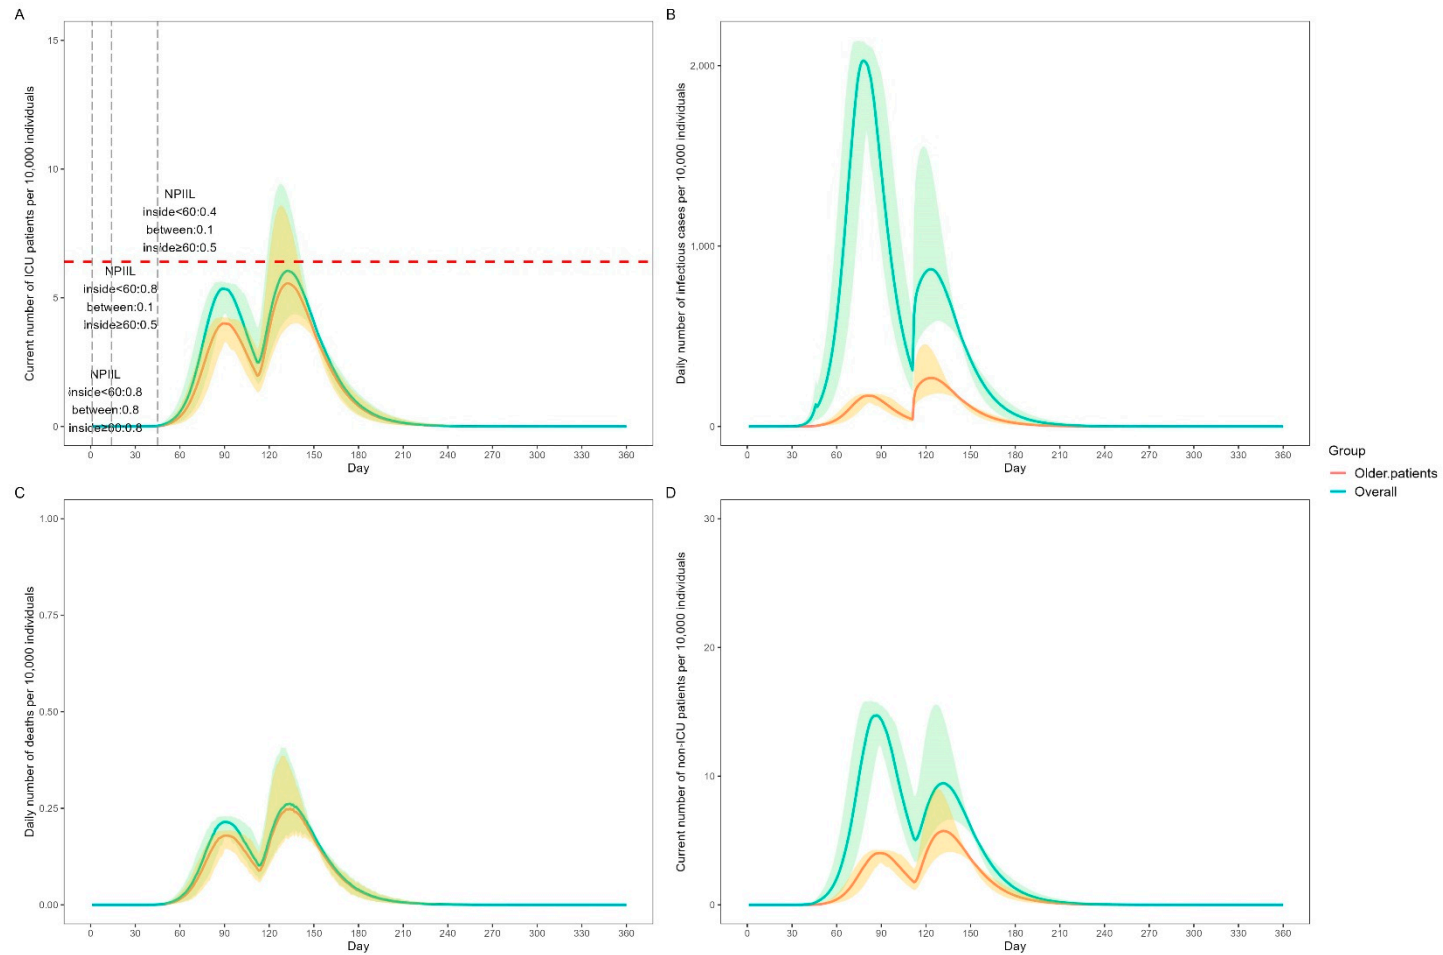 A
Current number of ICU patients per 10,000 individuals
15
10
5
0
NPIIL
inside<60:0.4
between:0.1
inside≥60:0.5
NPIIL
inside<60:0.8
between:0.1
inside≥60:0.5
NPIIL
inside<60:0.8
between:0.8
inside≥60:0.8
0 30 60 90 120 150 180 210 240 270 300 330 360
Day
B
Daily number of infectious cases per 10,000 individuals
2,000
1,000
0
0 30 60 90 120 150 180 210 240 270 300 330 360
Day
Group
Older.patients
Overall
C
Daily number of deaths per 10,000 individuals
1.00
0.75
0.50
0.25
0.00
0 30 60 90 120 150 180 210 240 270 300 330 360
Day
D
Current number of non-ICU patients per 10,000 individuals
30
20
10
0
0 30 60 90 120 150 180 210 240 270 300 330 360
Day